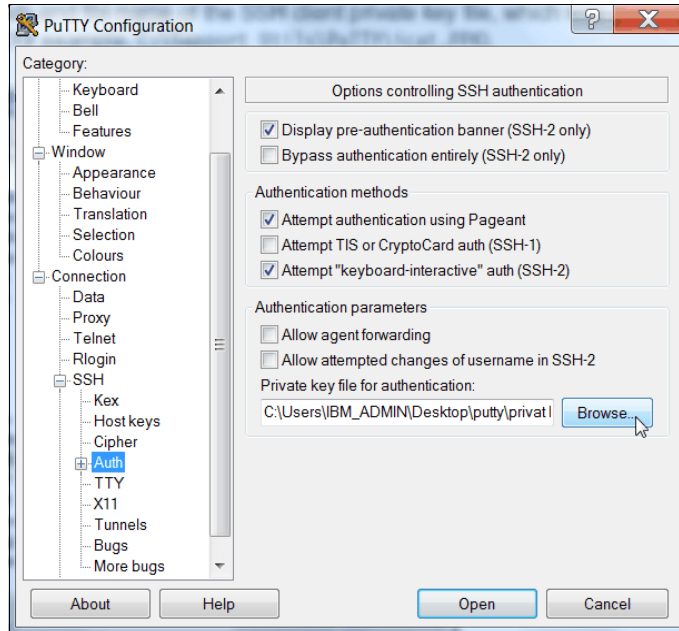 PuTTY Configuration
Category:
Keyboard
Bell
Features
Window
Appearance
Behaviour
Translation
Selection
Colours
Connection
Data
Proxy
Telnet
Rlogin
SSH
Kex
Host keys
Cipher
Auth
TTY
X11
Tunnels
Bugs
More bugs
Options controlling SSH authentication
Display pre-authentication banner (SSH-2 only)
Bypass authentication entirely (SSH-2 only)
Authentication methods
Attempt authentication using Pageant
Attempt TIS or CryptoCard auth (SSH-1)
Attempt "keyboard-interactive" auth (SSH-2)
Authentication parameters
Allow agent forwarding
Allow attempted changes of username in SSH-2
Private key file for authentication:
C:\Users\IBM_ADMIN\Desktop\putty\privat
Browse...
About
Help
Open
Cancel